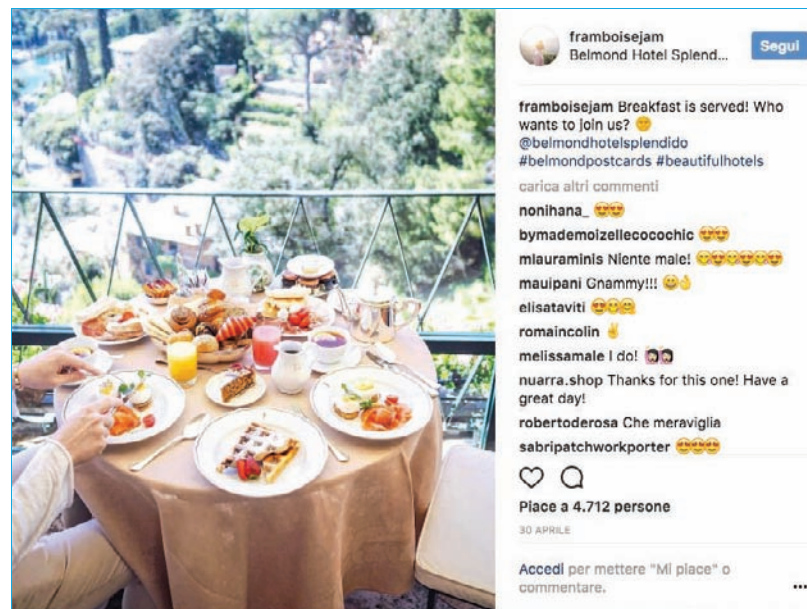 framboisejam
Belmond Hotel Splend...
Segui
framboisejam Breakfast is served! Who
wants to join us? 😊
@belmondhotelsplendido
#belmondpostcards #beautifulhotels
carica altri commenti
nonihana_ 😍😍
bymademoizellecocochic 😍😍
mlauraminis Niente male! 😋😍😋😍😋😍
mauipani Gnammy!!! 😀👌
elisataviti 😍😋🤗
romaincolin ✌
melissamale I do! 🙋🏻🙋🏻
nuarra.shop Thanks for this one! Have a
great day!
robertoderosa Che meraviglia
sabripatchworkporter 😍😍😍
Piace a 4.712 persone
30 APRILE
Accedi per mettere "Mi piace" o
commentare.
...